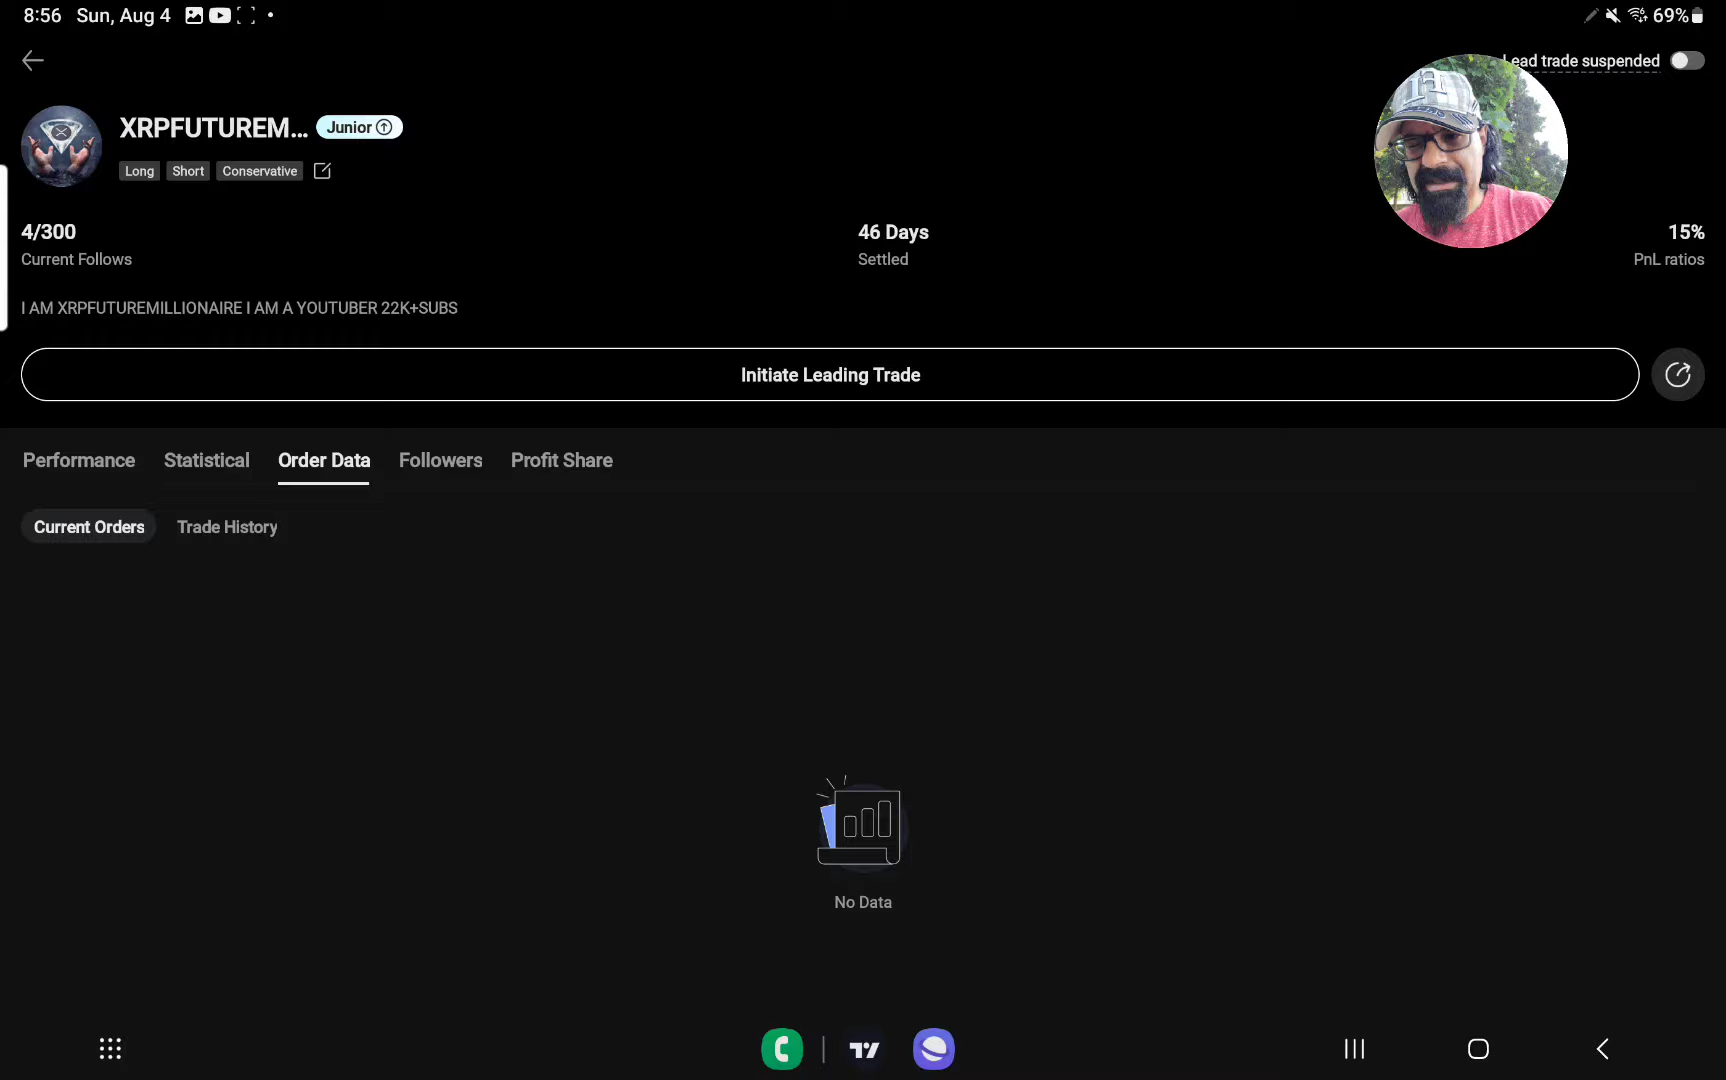 8:56 Sun, Aug 4
69%
Lead trade suspended
XRPFUTUREM... Junior
Long Short Conservative
4/300 46 Days 15%
Current Follows Settled PnL ratios
I AM XRPFUTUREMILLIONAIRE I AM A YOUTUBER 22K+SUBS
Initiate Leading Trade
Performance Statistical Order Data Followers Profit Share
Current Orders Trade History
No Data